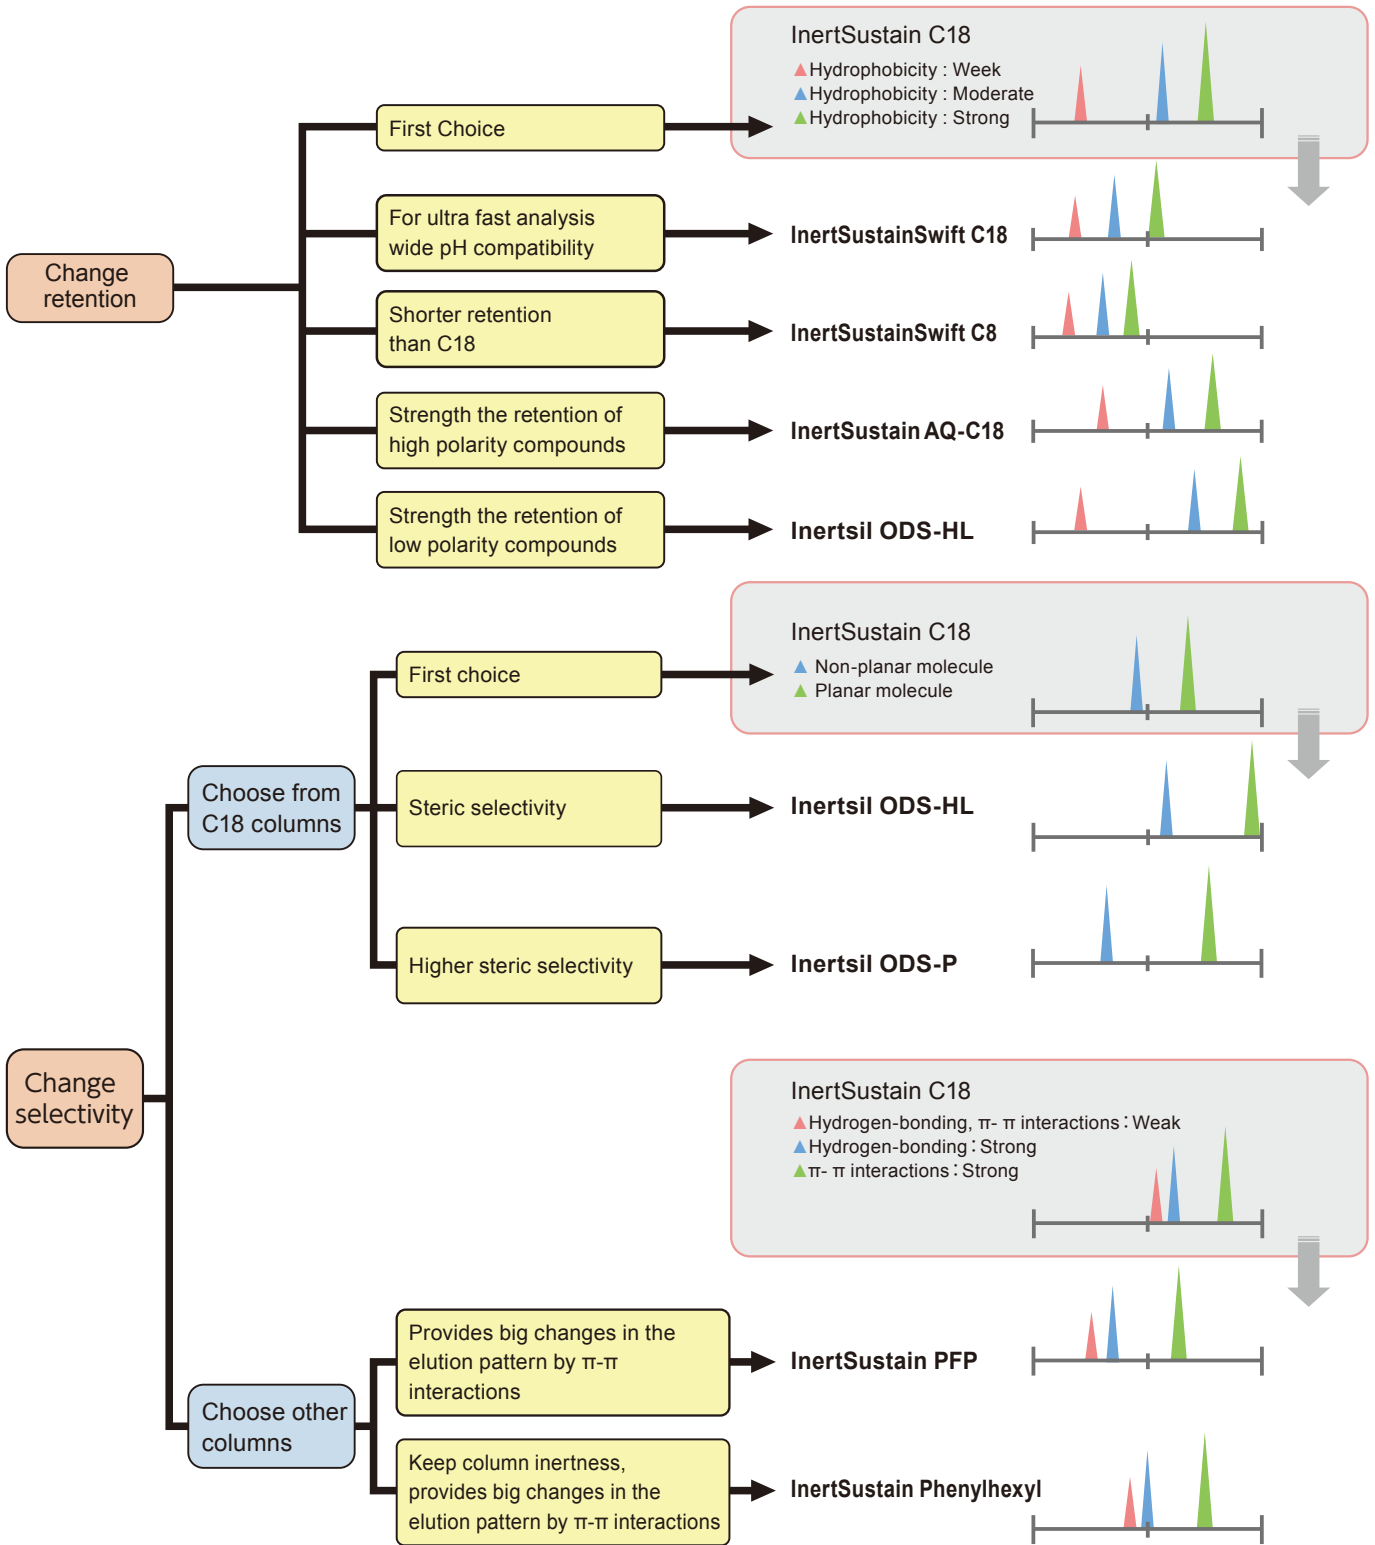 Change
retention
First Choice
InertSustain C18
Hydrophobicity : Week
Hydrophobicity : Moderate
Hydrophobicity : Strong
For ultra fast analysis
wide pH compatibility
InertSustainSwift C18
Shorter retention
than C18
InertSustainSwift C8
Strength the retention of
high polarity compounds
InertSustain AQ-C18
Strength the retention of
low polarity compounds
Inertsil ODS-HL
Change
selectivity
Choose from
C18 columns
First choice
InertSustain C18
Non-planar molecule
Planar molecule
Steric selectivity
Inertsil ODS-HL
Higher steric selectivity
Inertsil ODS-P
InertSustain C18
Hydrogen-bonding, π- π interactions：Weak
Hydrogen-bonding：Strong
π- π interactions：Strong
Choose other
columns
Provides big changes in the
elution pattern by π-π
interactions
InertSustain PFP
Keep column inertness,
provides big changes in the
elution pattern by π-π interactions
InertSustain Phenylhexyl